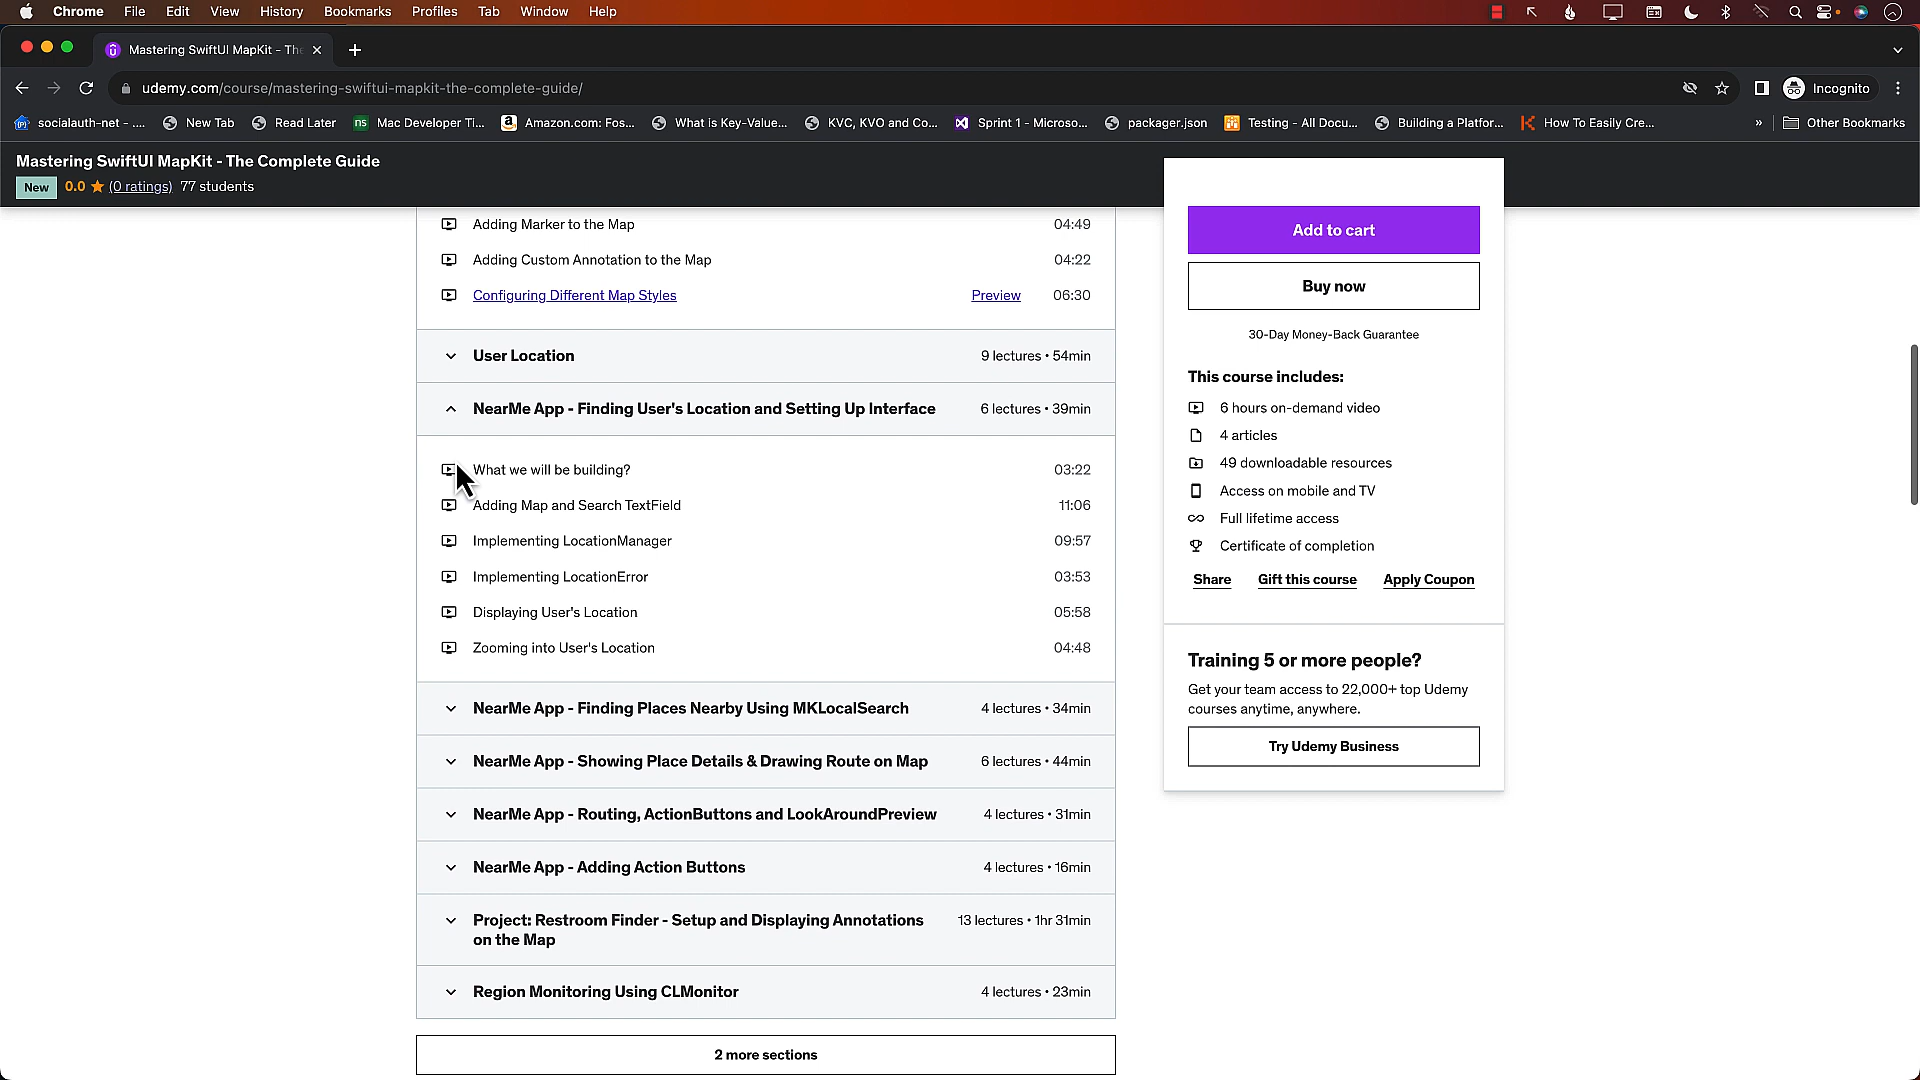 Chrome File Edit View History Bookmarks Profiles Tab Window Help
Mastering SwiftUI MapKit - The
udemy.com/course/mastering-swiftui-mapkit-the-complete-guide/
Incognito
socialauth-net - .... New Tab Read Later ns Mac Developer Ti... Amazon.com: Fos... What is Key-Value... KVC, KVO and Co... Sprint 1 - Microso... packager.json Testing - All Docu... Building a Platfor... How To Easily Cre... » Other Bookmarks
Mastering SwiftUI MapKit - The Complete Guide
New 0.0 (0 ratings) 77 students
Adding Marker to the Map 04:49
Adding Custom Annotation to the Map 04:22
Configuring Different Map Styles Preview 06:30
User Location 9 lectures • 54min
NearMe App - Finding User's Location and Setting Up Interface 6 lectures • 39min
What we will be building? 03:22
Adding Map and Search TextField 11:06
Implementing LocationManager 09:57
Implementing LocationError 03:53
Displaying User's Location 05:58
Zooming into User's Location 04:48
NearMe App - Finding Places Nearby Using MKLocalSearch 4 lectures • 34min
NearMe App - Showing Place Details & Drawing Route on Map 6 lectures • 44min
NearMe App - Routing, ActionButtons and LookAroundPreview 4 lectures • 31min
NearMe App - Adding Action Buttons 4 lectures • 16min
Project: Restroom Finder - Setup and Displaying Annotations 13 lectures • 1hr 31min
on the Map
Region Monitoring Using CLMonitor 4 lectures • 23min
2 more sections
Add to cart
Buy now
30-Day Money-Back Guarantee
This course includes:
6 hours on-demand video
4 articles
49 downloadable resources
Access on mobile and TV
Full lifetime access
Certificate of completion
Share Gift this course Apply Coupon
Training 5 or more people?
Get your team access to 22,000+ top Udemy
courses anytime, anywhere.
Try Udemy Business